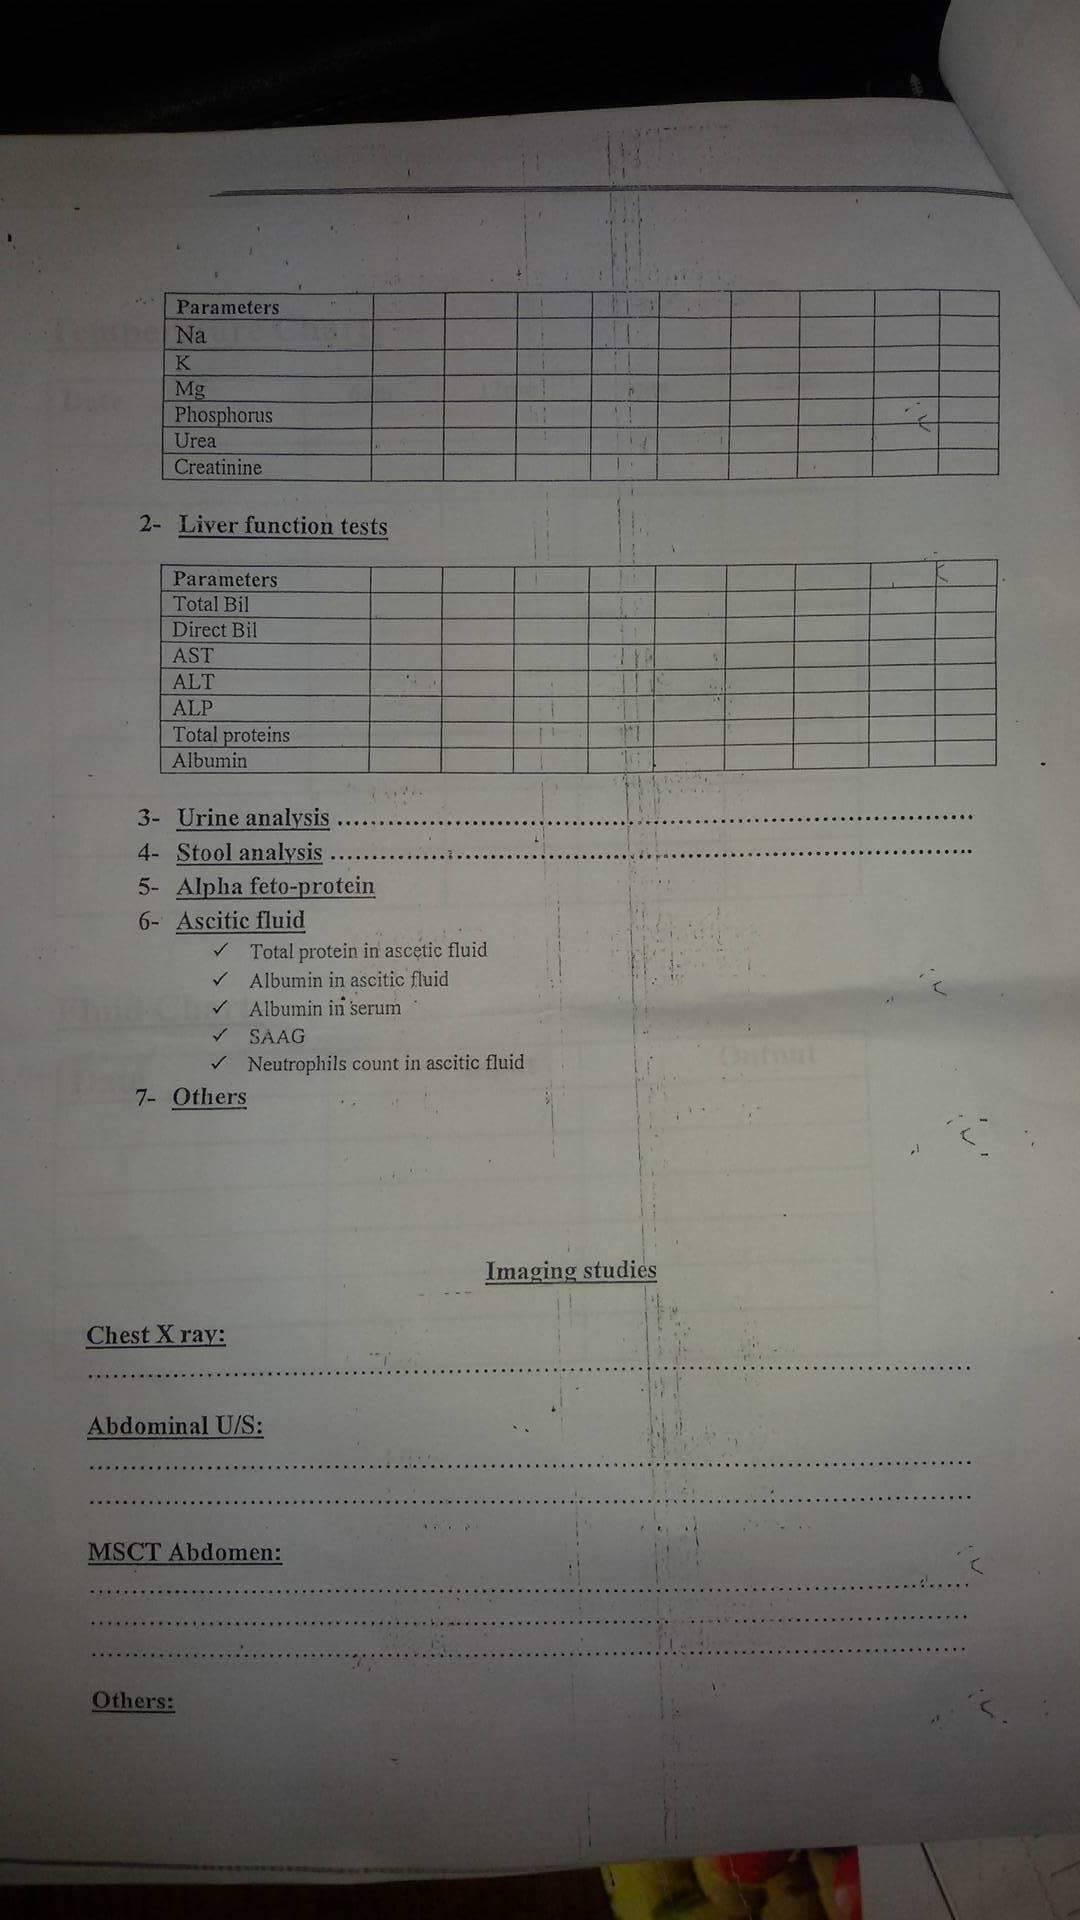 Parameters
Na
K
Mg
Phosphorus
Urea
Creatinine
2- Liver function tests
Parameters
Total Bil
Direct Bil
AST
ALT
ALP
Total proteins
Albumin
3- Urine analysis ........................................................................
4- Stool analysis ........................................................................
5- Alpha feto-protein
6- Ascitic fluid
✓ Total protein in ascetic fluid
✓ Albumin in ascitic fluid
✓ Albumin in serum
✓ SAAG
✓ Neutrophils count in ascitic fluid
7- Others
Imaging studies
Chest X ray:
Abdominal U/S:
MSCT Abdomen:
Others: